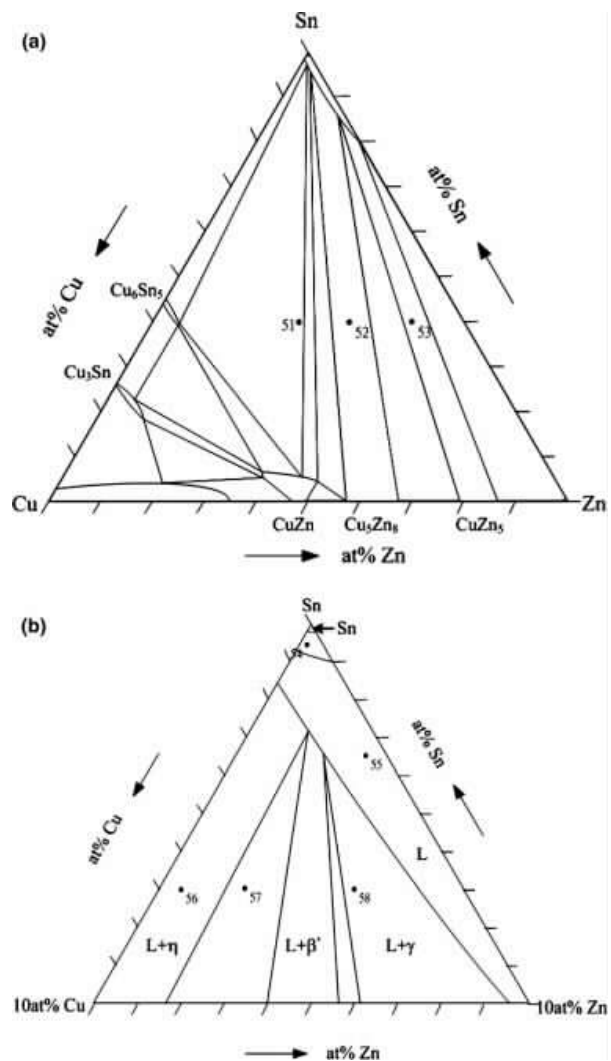 (a)
Sn
at% Cu
at% Sn
Cu₆Sn₅
51
52
53
Cu₃Sn
Cu
Zn
CuZn
Cu₅Zn₈
CuZn₅
at% Zn
(b)
Sn
Sn
at% Cu
at% Sn
55
L
56
57
58
L+η
L+β'
L+γ
10at% Cu
10at% Zn
at% Zn